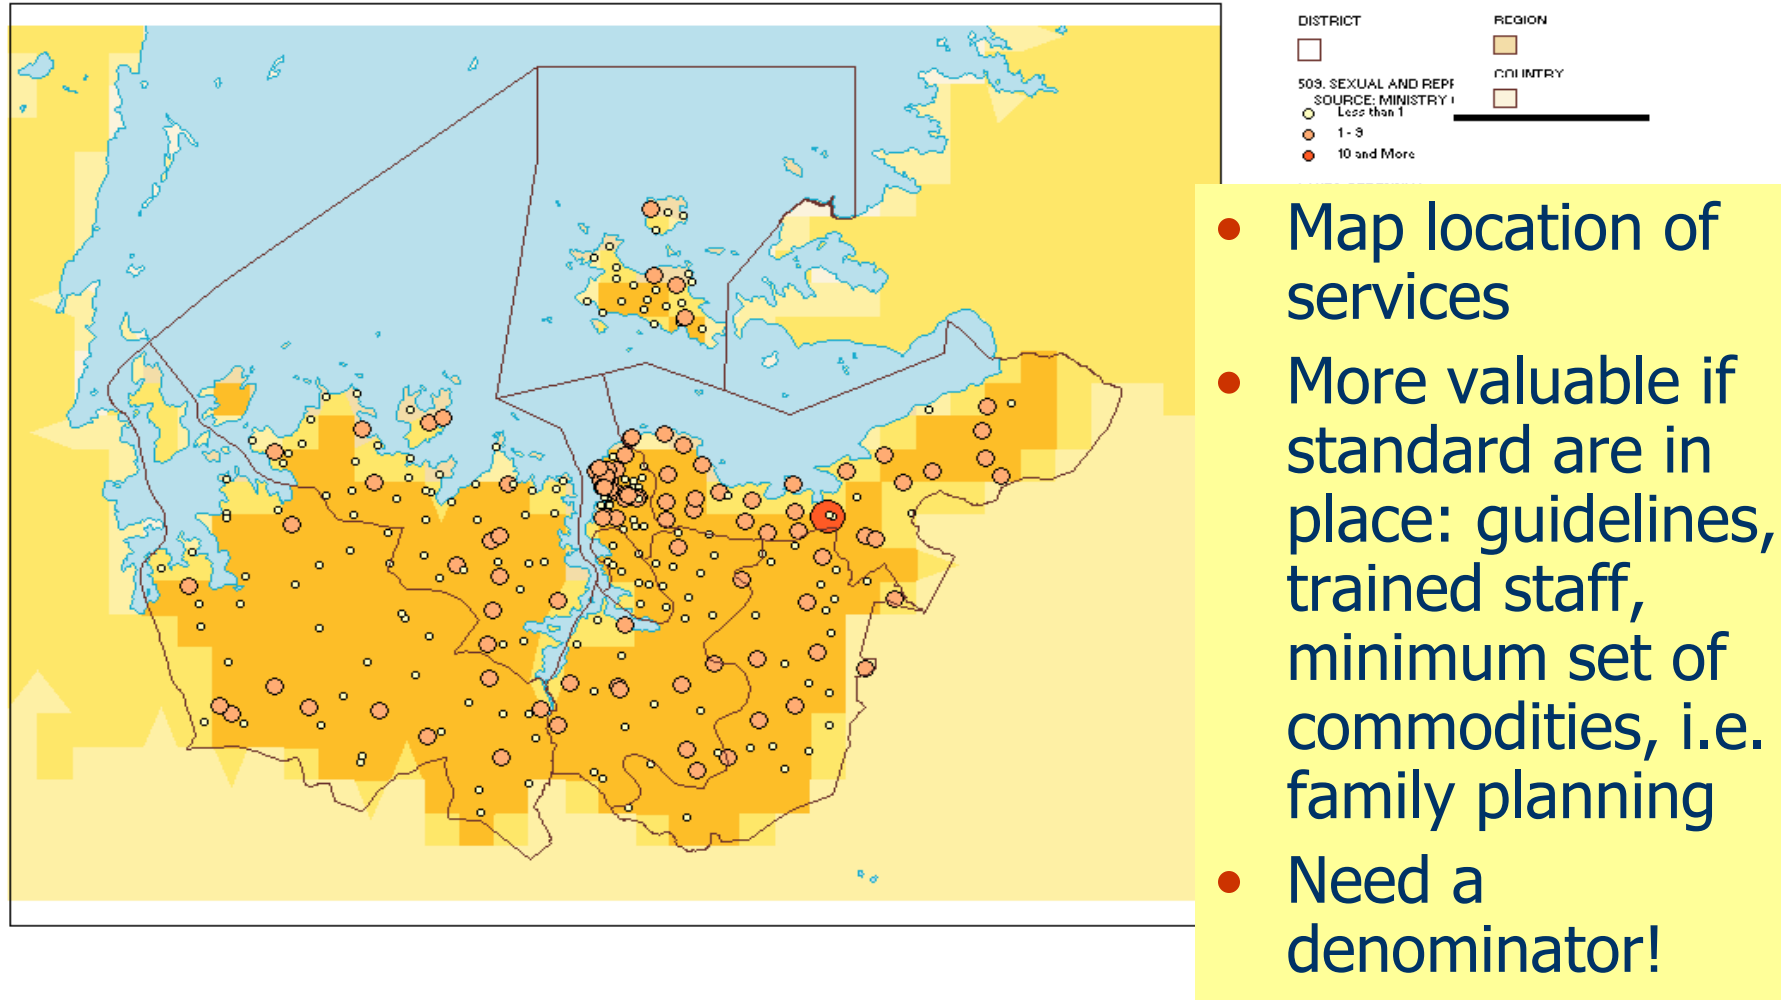 DISTRICT
REGION
COUNTRY
509. SEXUAL AND REPR
SOURCE: MINISTRY
Less than 1
1 - 9
10 and More
• Map location of
services
• More valuable if
standard are in
place: guidelines,
trained staff,
minimum set of
commodities, i.e.
family planning
• Need a
denominator!